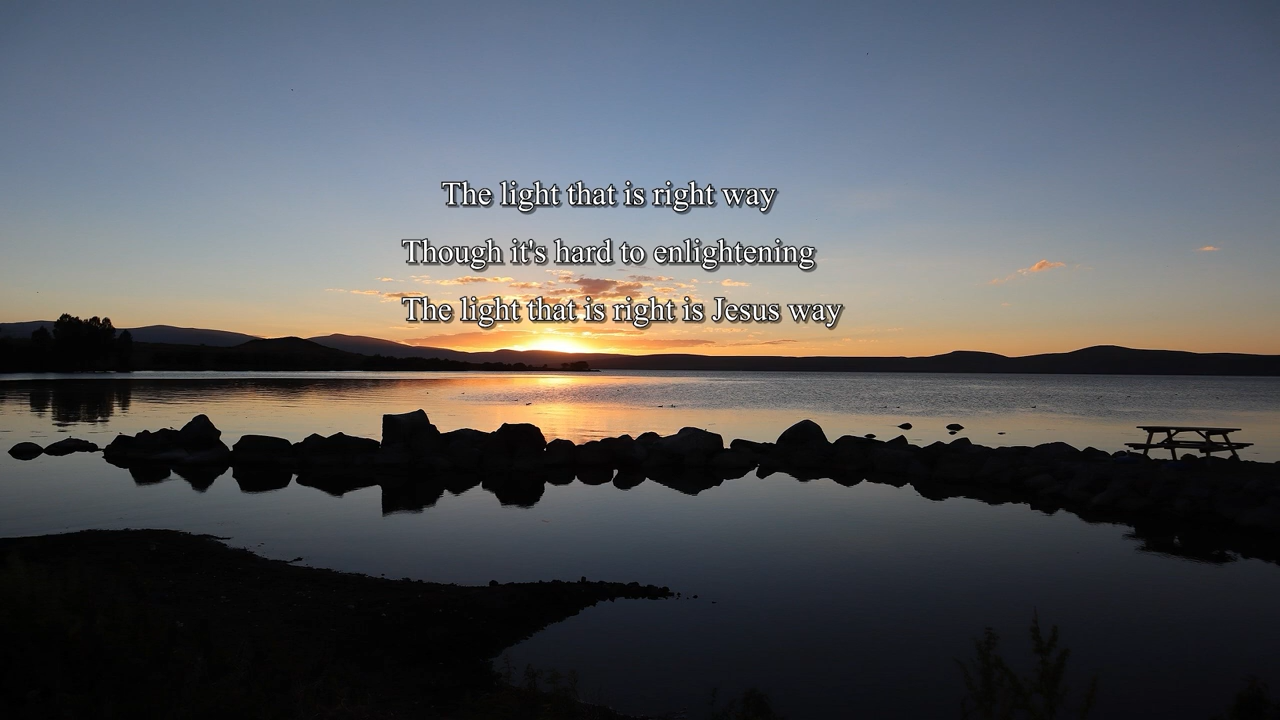 The light that is right way
Though it's hard to enlightening
The light that is right is Jesus way